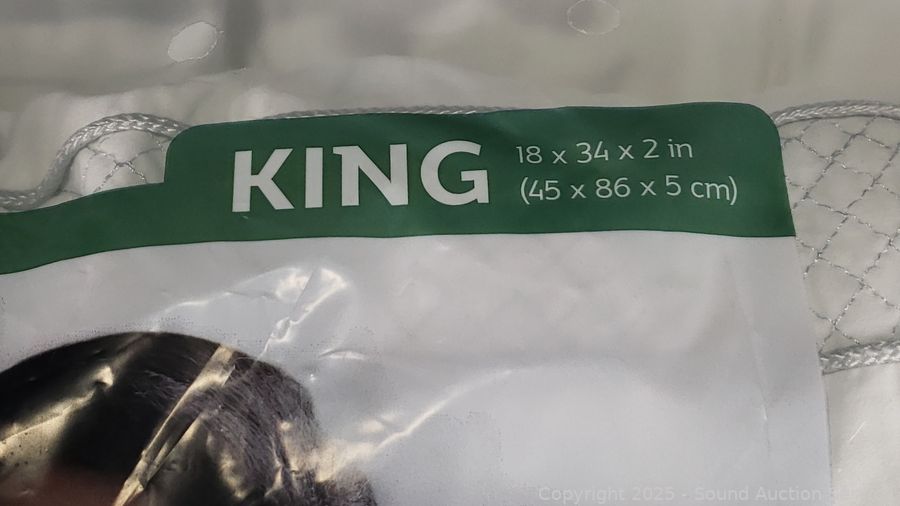 KING
18 x 34 x 2 in
(45 x 86 x 5 cm)
Copyright 2025 - Sound Auction